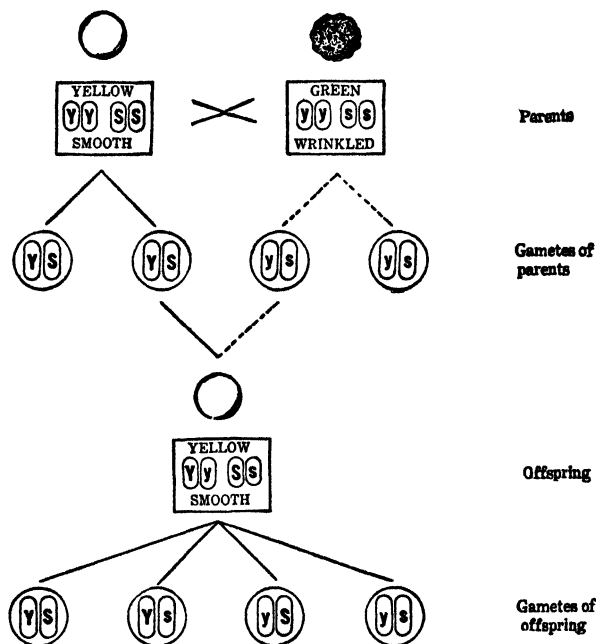 YELLOW
YY SS
SMOOTH
GREEN
yy ss
WRINKLED
Parents
YS
YS
ys
ys
Gametes of
parents
YELLOW
Yy Ss
SMOOTH
Offspring
YS
Ys
yS
ys
Gametes of
offspring